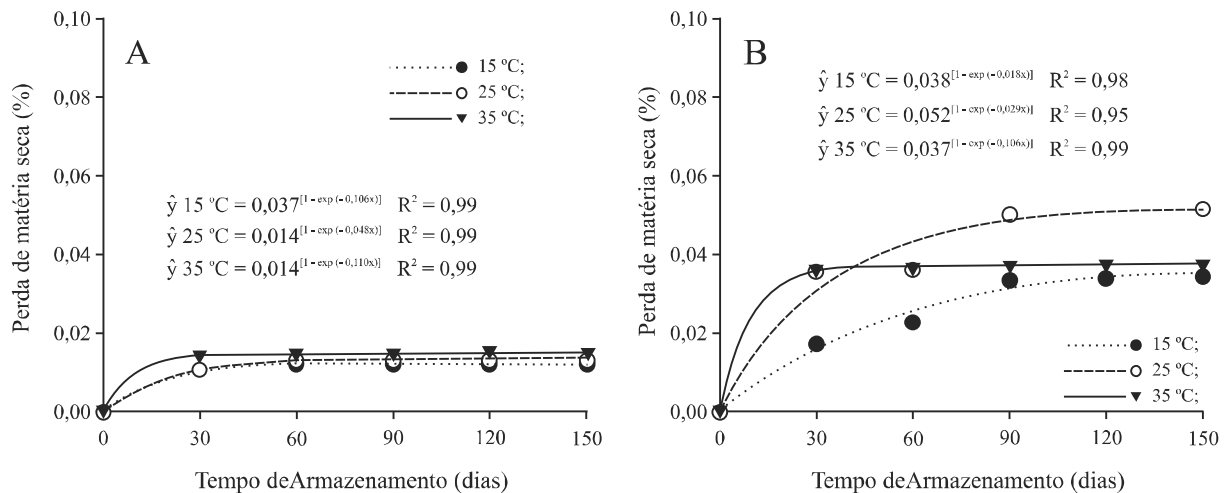 A
15 ºC;
25 ºC;
35 ºC;
ŷ 15 ºC = 0,037[1 - exp (- 0,106x)] R² = 0,99
ŷ 25 ºC = 0,014[1 - exp (- 0,048x)] R² = 0,99
ŷ 35 ºC = 0,014[1 - exp (- 0,110x)] R² = 0,99
Perda de matéria seca (%)
0,10
0,08
0,06
0,04
0,02
0,00
0 30 60 90 120 150
Tempo deArmazenamento (dias)
B
ŷ 15 ºC = 0,038[1 - exp (- 0,018x)] R² = 0,98
ŷ 25 ºC = 0,052[1 - exp (- 0,029x)] R² = 0,95
ŷ 35 ºC = 0,037[1 - exp (- 0,106x)] R² = 0,99
15 ºC;
25 ºC;
35 ºC;
Perda de matéria seca (%)
0,10
0,08
0,06
0,04
0,02
0,00
0 30 60 90 120 150
Tempo deArmazenamento (dias)